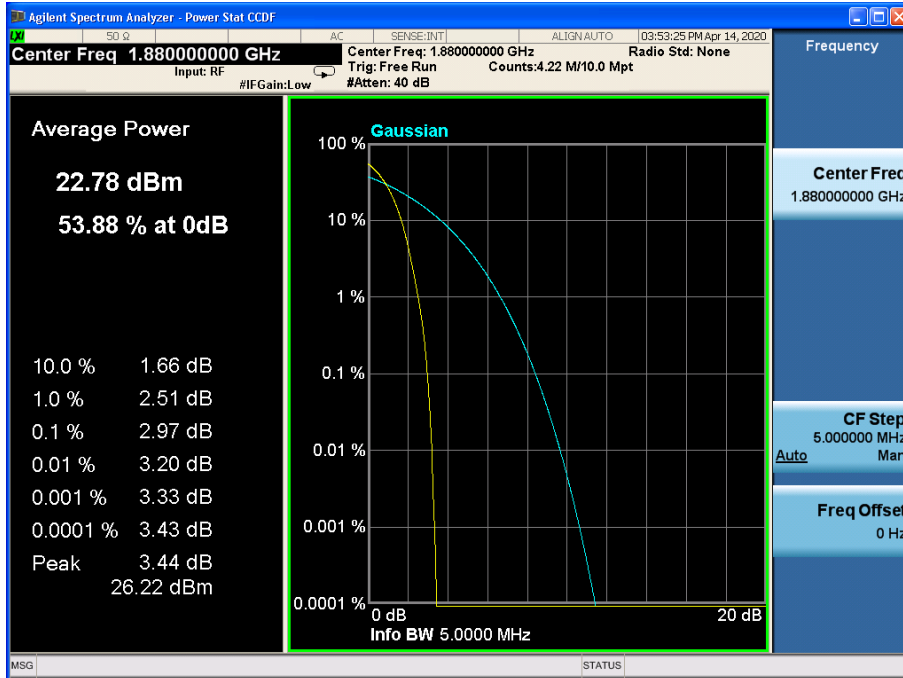 Agilent Spectrum Analyzer - Power Stat CCDF
LXI 50 Ω AC SENSE:INT ALIGN AUTO 03:53:25 PM Apr 14, 2020
Center Freq 1.880000000 GHz
Input: RF
#IFGain:Low
Center Freq: 1.880000000 GHz Radio Std: None
Trig: Free Run Counts:4.22 M/10.0 Mpt
#Atten: 40 dB
Frequency
Average Power
22.78 dBm
53.88 % at 0dB
10.0 % 1.66 dB
1.0 % 2.51 dB
0.1 % 2.97 dB
0.01 % 3.20 dB
0.001 % 3.33 dB
0.0001 % 3.43 dB
Peak 3.44 dB
26.22 dBm
Gaussian
100 %
10 %
1 %
0.1 %
0.01 %
0.001 %
0.0001 %
0 dB 20 dB
Info BW 5.0000 MHz
Center Freq
1.880000000 GHz
CF Step
5.000000 MHz
Auto Man
Freq Offset
0 Hz
MSG STATUS